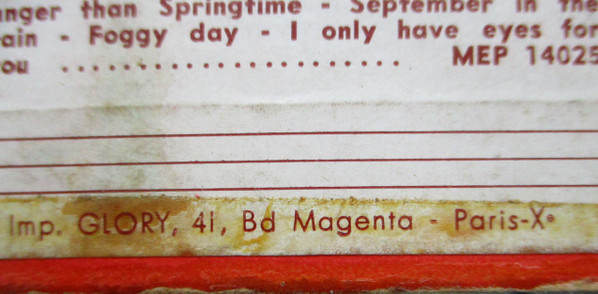 unger than Springtime - September in the
ain - Foggy day - I only have eyes for
ou ........................ MEP 14025
Imp. GLORY, 41, Bd Magenta - Paris-Xe